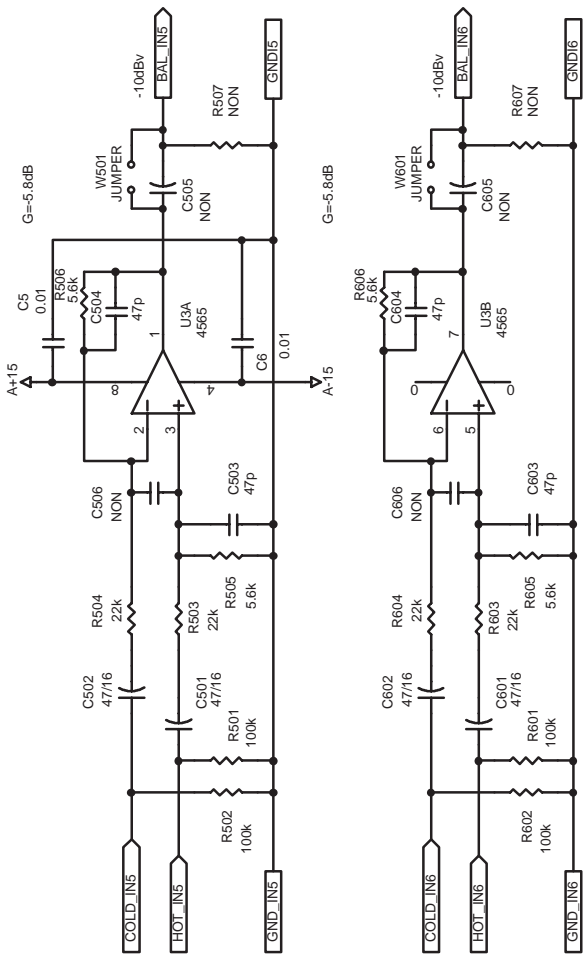 COLD_IN5
HOT_IN5
GND_IN5
R502
100k
R501
100k
C502
47/16
C501
47/16
R504
22k
R503
22k
R505
5.6k
C506
NON
C503
47p
2
3
8
4
1
A+15
A-15
C5
0.01
R506
5.6k
C504
47p
U3A
4565
C6
0.01
G=-5.8dB
W501
JUMPER
C505
NON
R507
NON
-10dBv
BAL_IN5
GNDI5
COLD_IN6
HOT_IN6
GND_IN6
R602
100k
R601
100k
C602
47/16
C601
47/16
R604
22k
R603
22k
R605
5.6k
C606
NON
C603
47p
6
5
0
0
7
R606
5.6k
C604
47p
U3B
4565
G=-5.8dB
W601
JUMPER
C605
NON
R607
NON
-10dBv
BAL_IN6
GNDI6